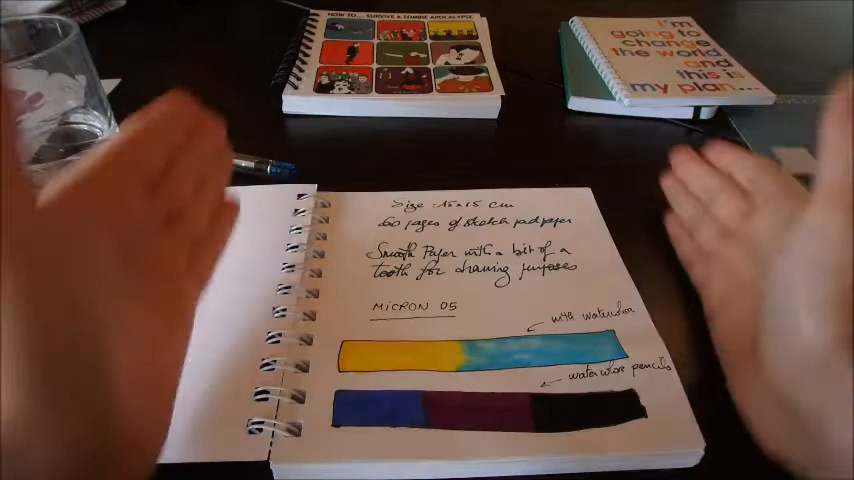 HOW TO... SURVIVE A ZOMBIE APOCALYPSE
i'm
going to
change
the world
and
this is
my plan...
Size : 15x15 cm
60 pages of sketch pad paper
Smooth Paper with a bit of a
tooth for drawing purposes
MICRON 05
with watercolor
watercolore pencils